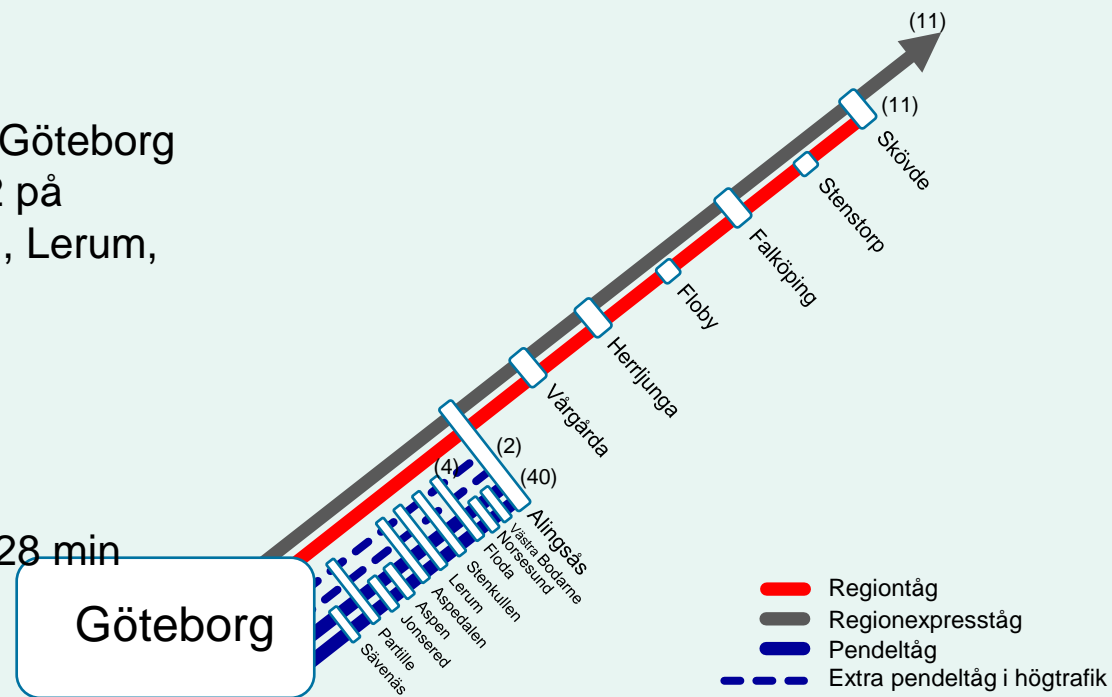 (11)
Göteborg
2 på
, Lerum,
28 min
(11)
Skövde
Stenstorp
Falköping
Floby
Herrljunga
Vårgårda
(2)
(4)
(40)
Alingsås
Västra Bodarne
Norsesund
Floda
Stenkullen
Lerum
Aspedalen
Aspen
Jonsered
Partille
Sävenäs
Göteborg
Regiontåg
Regionexpresståg
Pendeltåg
Extra pendeltåg i högtrafik